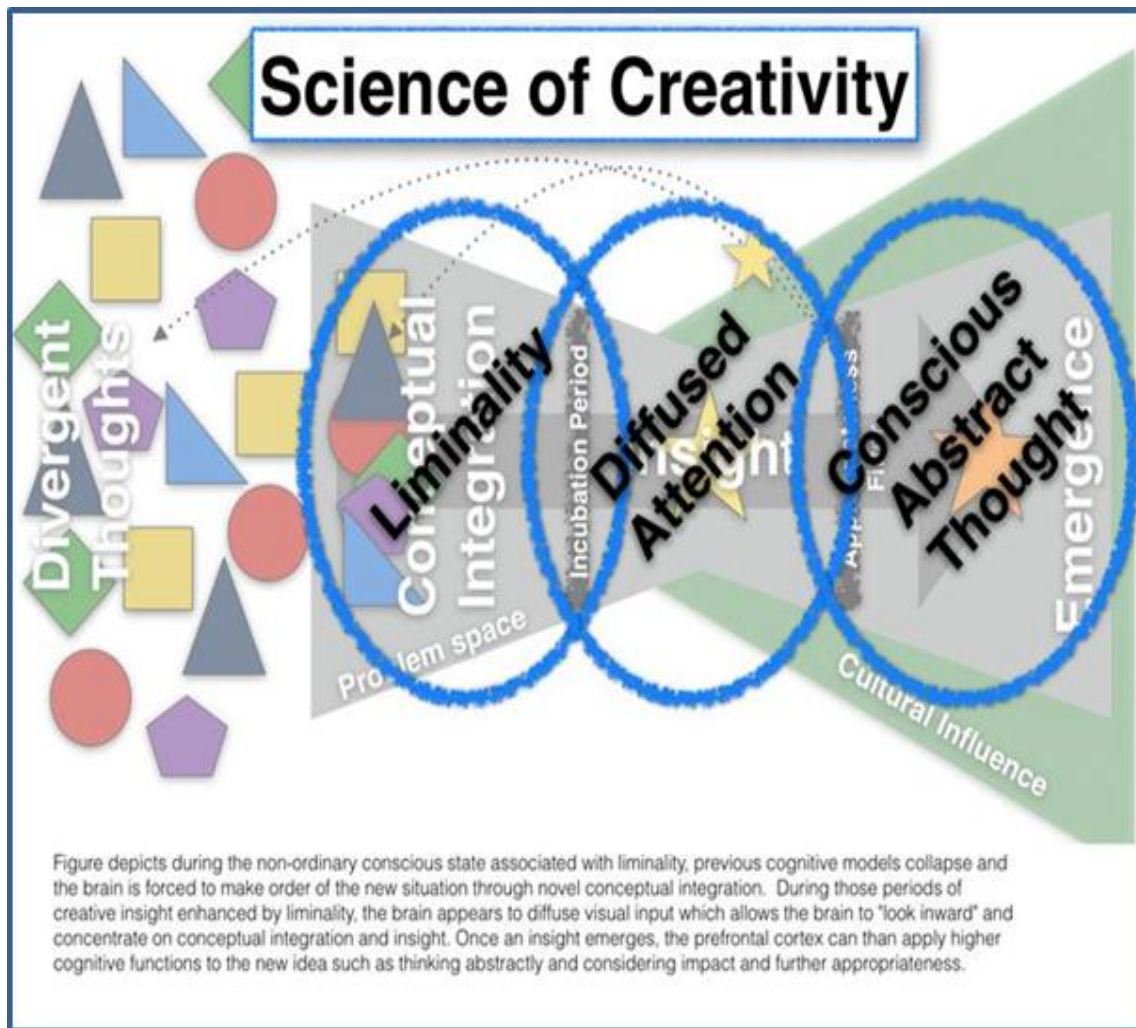 Science of Creativity
Divergent
Thoughts
Conceptual
Integration
Liminality
Problem space
Incubation Period
Diffused
Attention
Cultural Influence
Conscious
Abstract
Thought
Emergence
Figure depicts during the non-ordinary conscious state associated with liminality, previous cognitive models collapse and
the brain is forced to make order of the new situation through novel conceptual integration. During those periods of
creative insight enhanced by liminality, the brain appears to diffuse visual input which allows the brain to "look inward" and
concentrate on conceptual integration and insight. Once an insight emerges, the prefrontal cortex can than apply higher
cognitive functions to the new idea such as thinking abstractly and considering impact and further appropriateness.